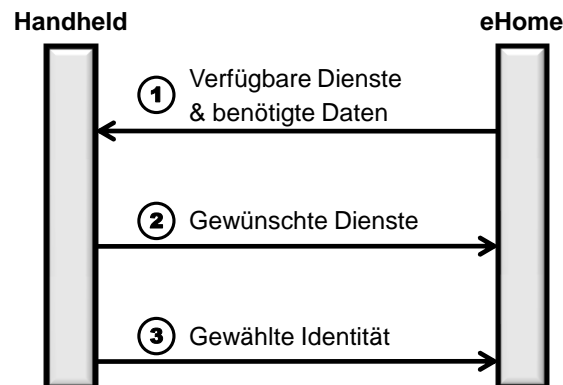 Handheld
eHome
1
Verfügbare Dienste
& benötigte Daten
2
Gewünschte Dienste
3
Gewählte Identität